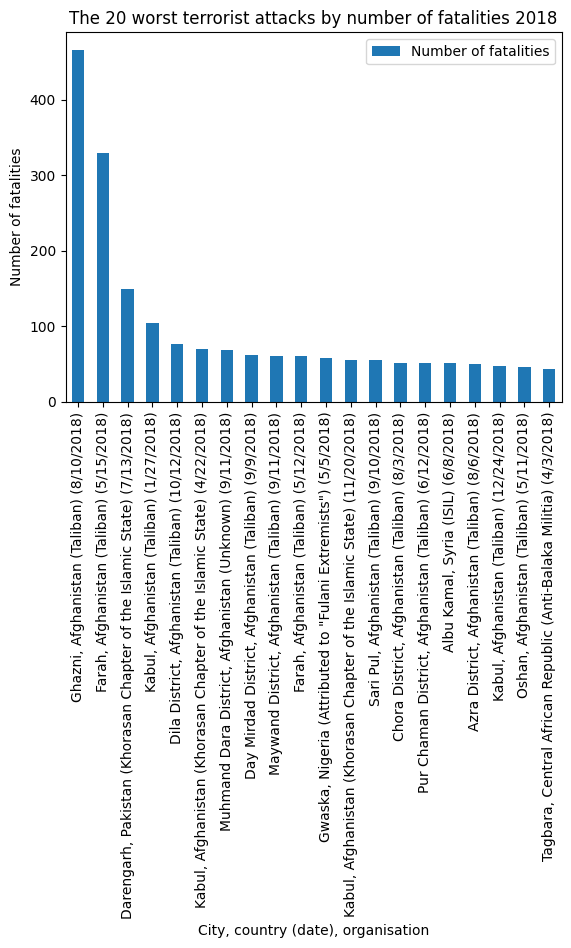 The 20 worst terrorist attacks by number of fatalities 2018
Number of fatalities
Number of fatalities
400
300
200
100
0
Ghazni, Afghanistan (Taliban) (8/10/2018)
Farah, Afghanistan (Taliban) (5/15/2018)
Darengarh, Pakistan (Khorasan Chapter of the Islamic State) (7/13/2018)
Kabul, Afghanistan (Taliban) (1/27/2018)
Dila District, Afghanistan (Taliban) (10/12/2018)
Kabul, Afghanistan (Khorasan Chapter of the Islamic State) (4/22/2018)
Muhmand Dara District, Afghanistan (Unknown) (9/11/2018)
Day Mirdad District, Afghanistan (Taliban) (9/9/2018)
Maywand District, Afghanistan (Taliban) (9/11/2018)
Farah, Afghanistan (Taliban) (5/12/2018)
Gwaska, Nigeria (Attributed to "Fulani Extremists") (5/5/2018)
Kabul, Afghanistan (Khorasan Chapter of the Islamic State) (11/20/2018)
Sari Pul, Afghanistan (Taliban) (9/10/2018)
Chora District, Afghanistan (Taliban) (8/3/2018)
Pur Chaman District, Afghanistan (Taliban) (6/12/2018)
Albu Kamal, Syria (ISIL) (6/8/2018)
Azra District, Afghanistan (Taliban) (8/6/2018)
Kabul, Afghanistan (Taliban) (12/24/2018)
Oshan, Afghanistan (Taliban) (5/11/2018)
Tagbara, Central African Republic (Anti-Balaka Militia) (4/3/2018)
City, country (date), organisation